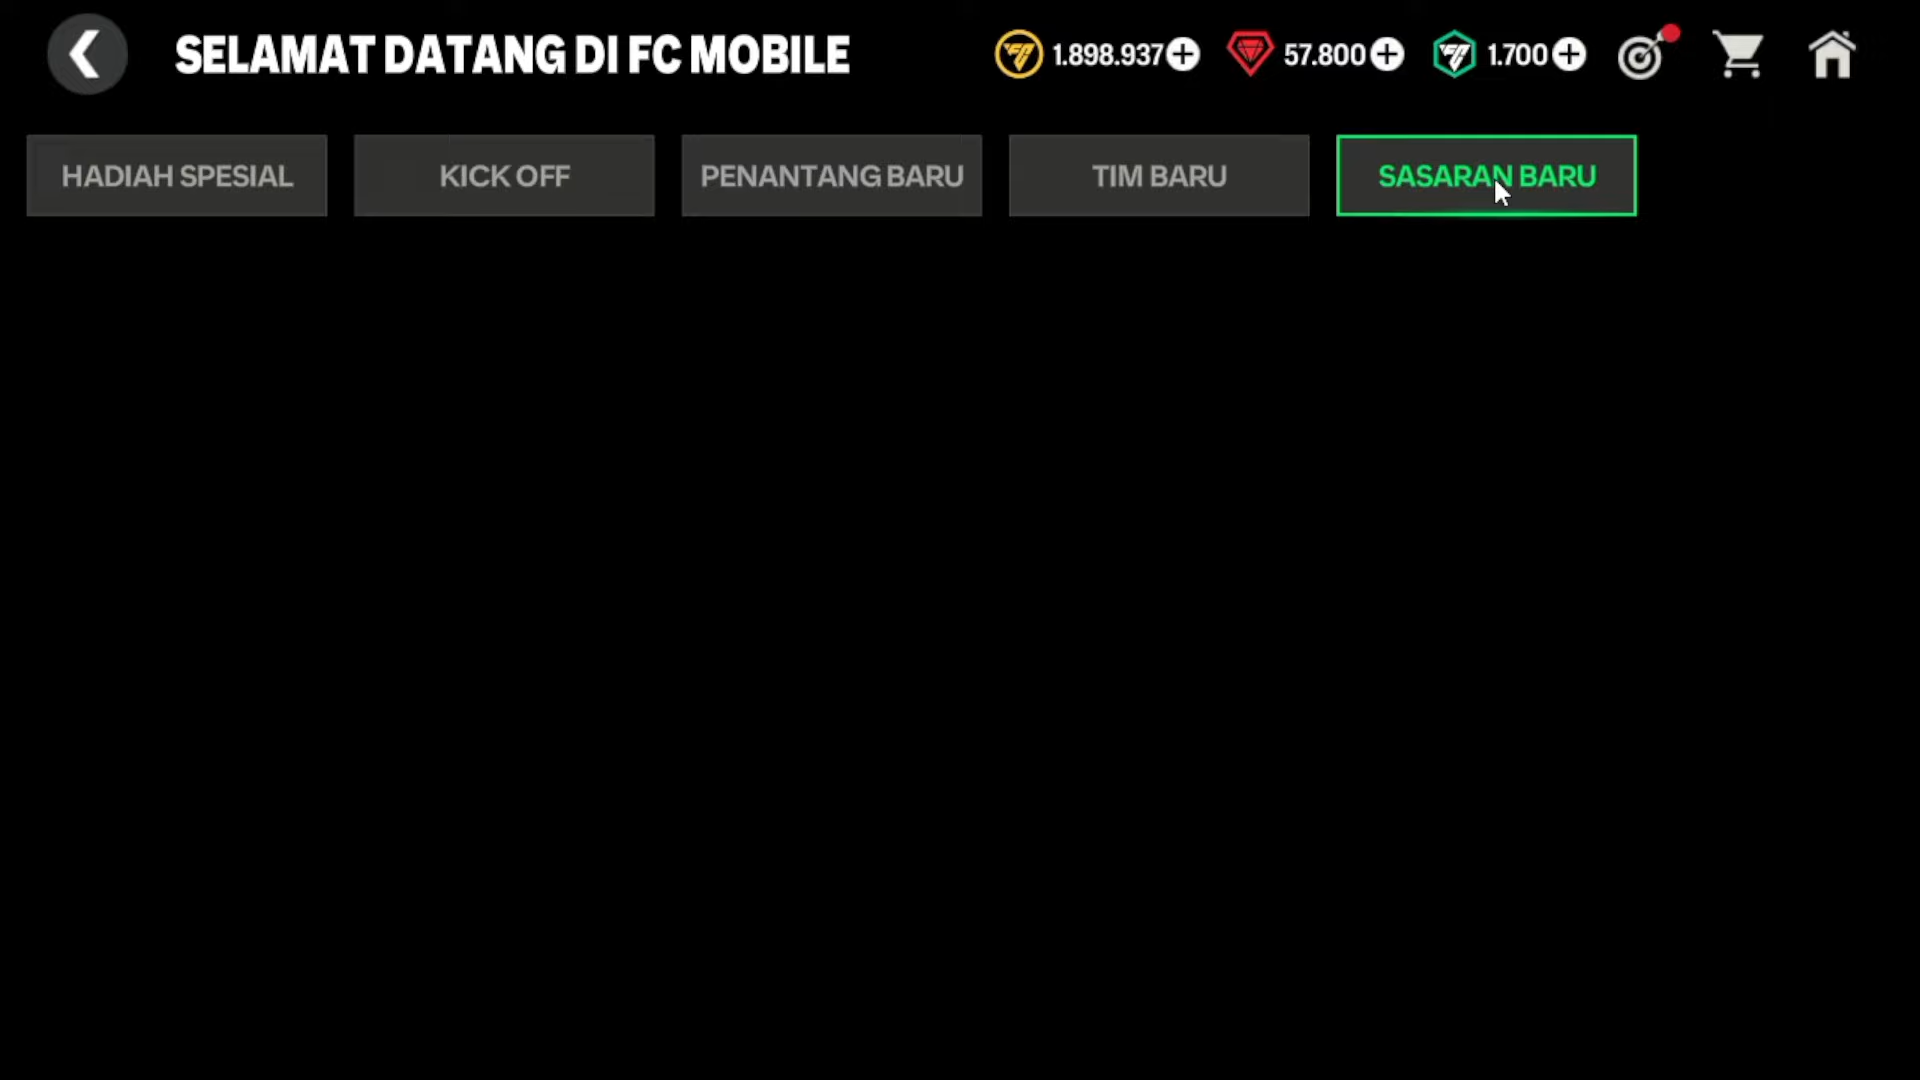 SELAMAT DATANG DI FC MOBILE
1.898.937
57.800
1.700
HADIAH SPESIAL
KICK OFF
PENANTANG BARU
TIM BARU
SASARAN BARU